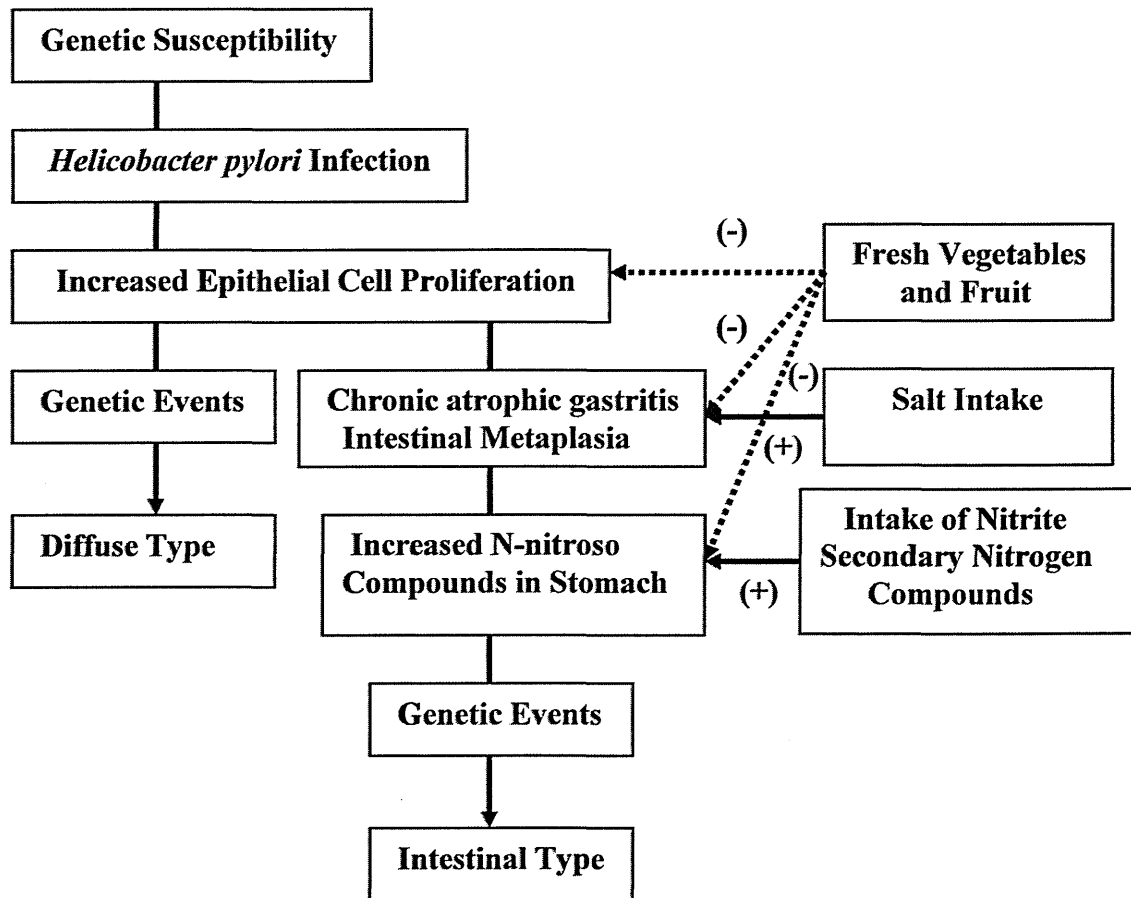 Genetic Susceptibility
Helicobacter pylori Infection
Increased Epithelial Cell Proliferation
(-)
Fresh Vegetables
and Fruit
(-)
(-)
Genetic Events
Chronic atrophic gastritis
Intestinal Metaplasia
Salt Intake
(+)
Diffuse Type
Increased N-nitroso
Compounds in Stomach
Intake of Nitrite
Secondary Nitrogen
Compounds
(+)
Genetic Events
Intestinal Type